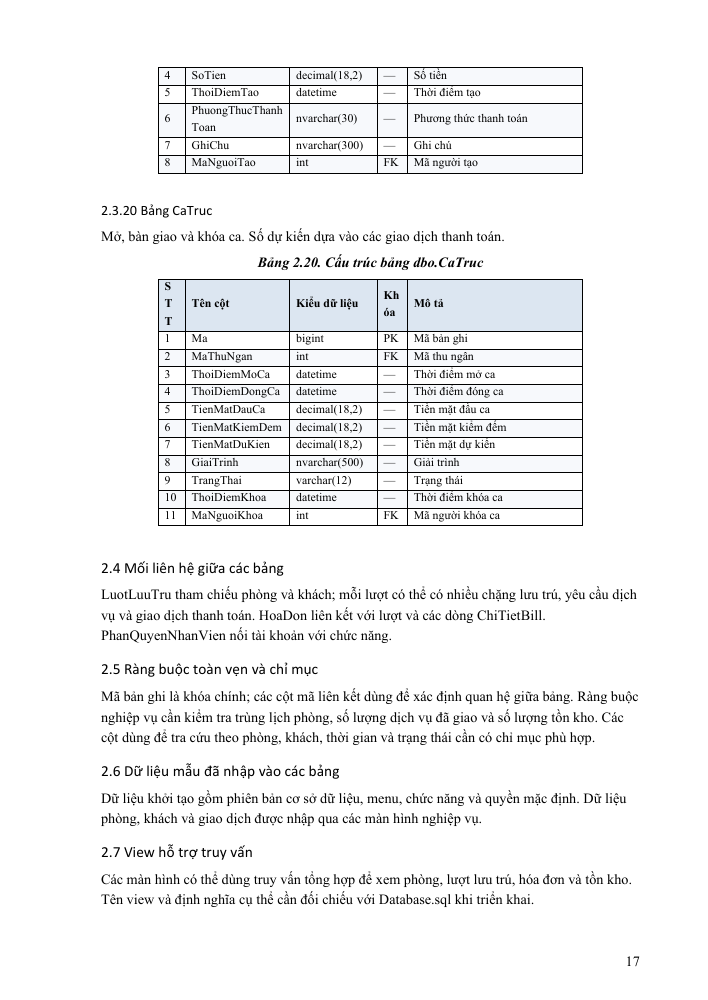 4 SoTien decimal(18,2) — Số tiền
5 ThoiDiemTao datetime — Thời điểm tạo
6 PhuongThucThanh
Toan nvarchar(30) — Phương thức thanh toán
7 GhiChu nvarchar(300) — Ghi chú
8 MaNguoiTao int FK Mã người tạo
2.3.20 Bảng CaTruc
Mở, bàn giao và khóa ca. Số dự kiến dựa vào các giao dịch thanh toán.
Bảng 2.20. Cấu trúc bảng dbo.CaTruc
S
T
T
Tên cột Kiểu dữ liệu
Kh
óa
Mô tả
1 Ma bigint PK Mã bản ghi
2 MaThuNgan int FK Mã thu ngân
3 ThoiDiemMoCa datetime — Thời điểm mở ca
4 ThoiDiemDongCa datetime — Thời điểm đóng ca
5 TienMatDauCa decimal(18,2) — Tiền mặt đầu ca
6 TienMatKiemDem decimal(18,2) — Tiền mặt kiểm đếm
7 TienMatDuKien decimal(18,2) — Tiền mặt dự kiến
8 GiaiTrinh nvarchar(500) — Giải trình
9 TrangThai varchar(12) — Trạng thái
10 ThoiDiemKhoa datetime — Thời điểm khóa ca
11 MaNguoiKhoa int FK Mã người khóa ca
2.4 Mối liên hệ giữa các bảng
LuotLuuTru tham chiếu phòng và khách; mỗi lượt có thể có nhiều chặng lưu trú, yêu cầu dịch
vụ và giao dịch thanh toán. HoaDon liên kết với lượt và các dòng ChiTietBill.
PhanQuyenNhanVien nối tài khoản với chức năng.
2.5 Ràng buộc toàn vẹn và chỉ mục
Mã bản ghi là khóa chính; các cột mã liên kết dùng để xác định quan hệ giữa bảng. Ràng buộc
nghiệp vụ cần kiểm tra trùng lịch phòng, số lượng dịch vụ đã giao và số lượng tồn kho. Các
cột dùng để tra cứu theo phòng, khách, thời gian và trạng thái cần có chỉ mục phù hợp.
2.6 Dữ liệu mẫu đã nhập vào các bảng
Dữ liệu khởi tạo gồm phiên bản cơ sở dữ liệu, menu, chức năng và quyền mặc định. Dữ liệu
phòng, khách và giao dịch được nhập qua các màn hình nghiệp vụ.
2.7 View hỗ trợ truy vấn
Các màn hình có thể dùng truy vấn tổng hợp để xem phòng, lượt lưu trú, hóa đơn và tồn kho.
Tên view và định nghĩa cụ thể cần đối chiếu với Database.sql khi triển khai.
17